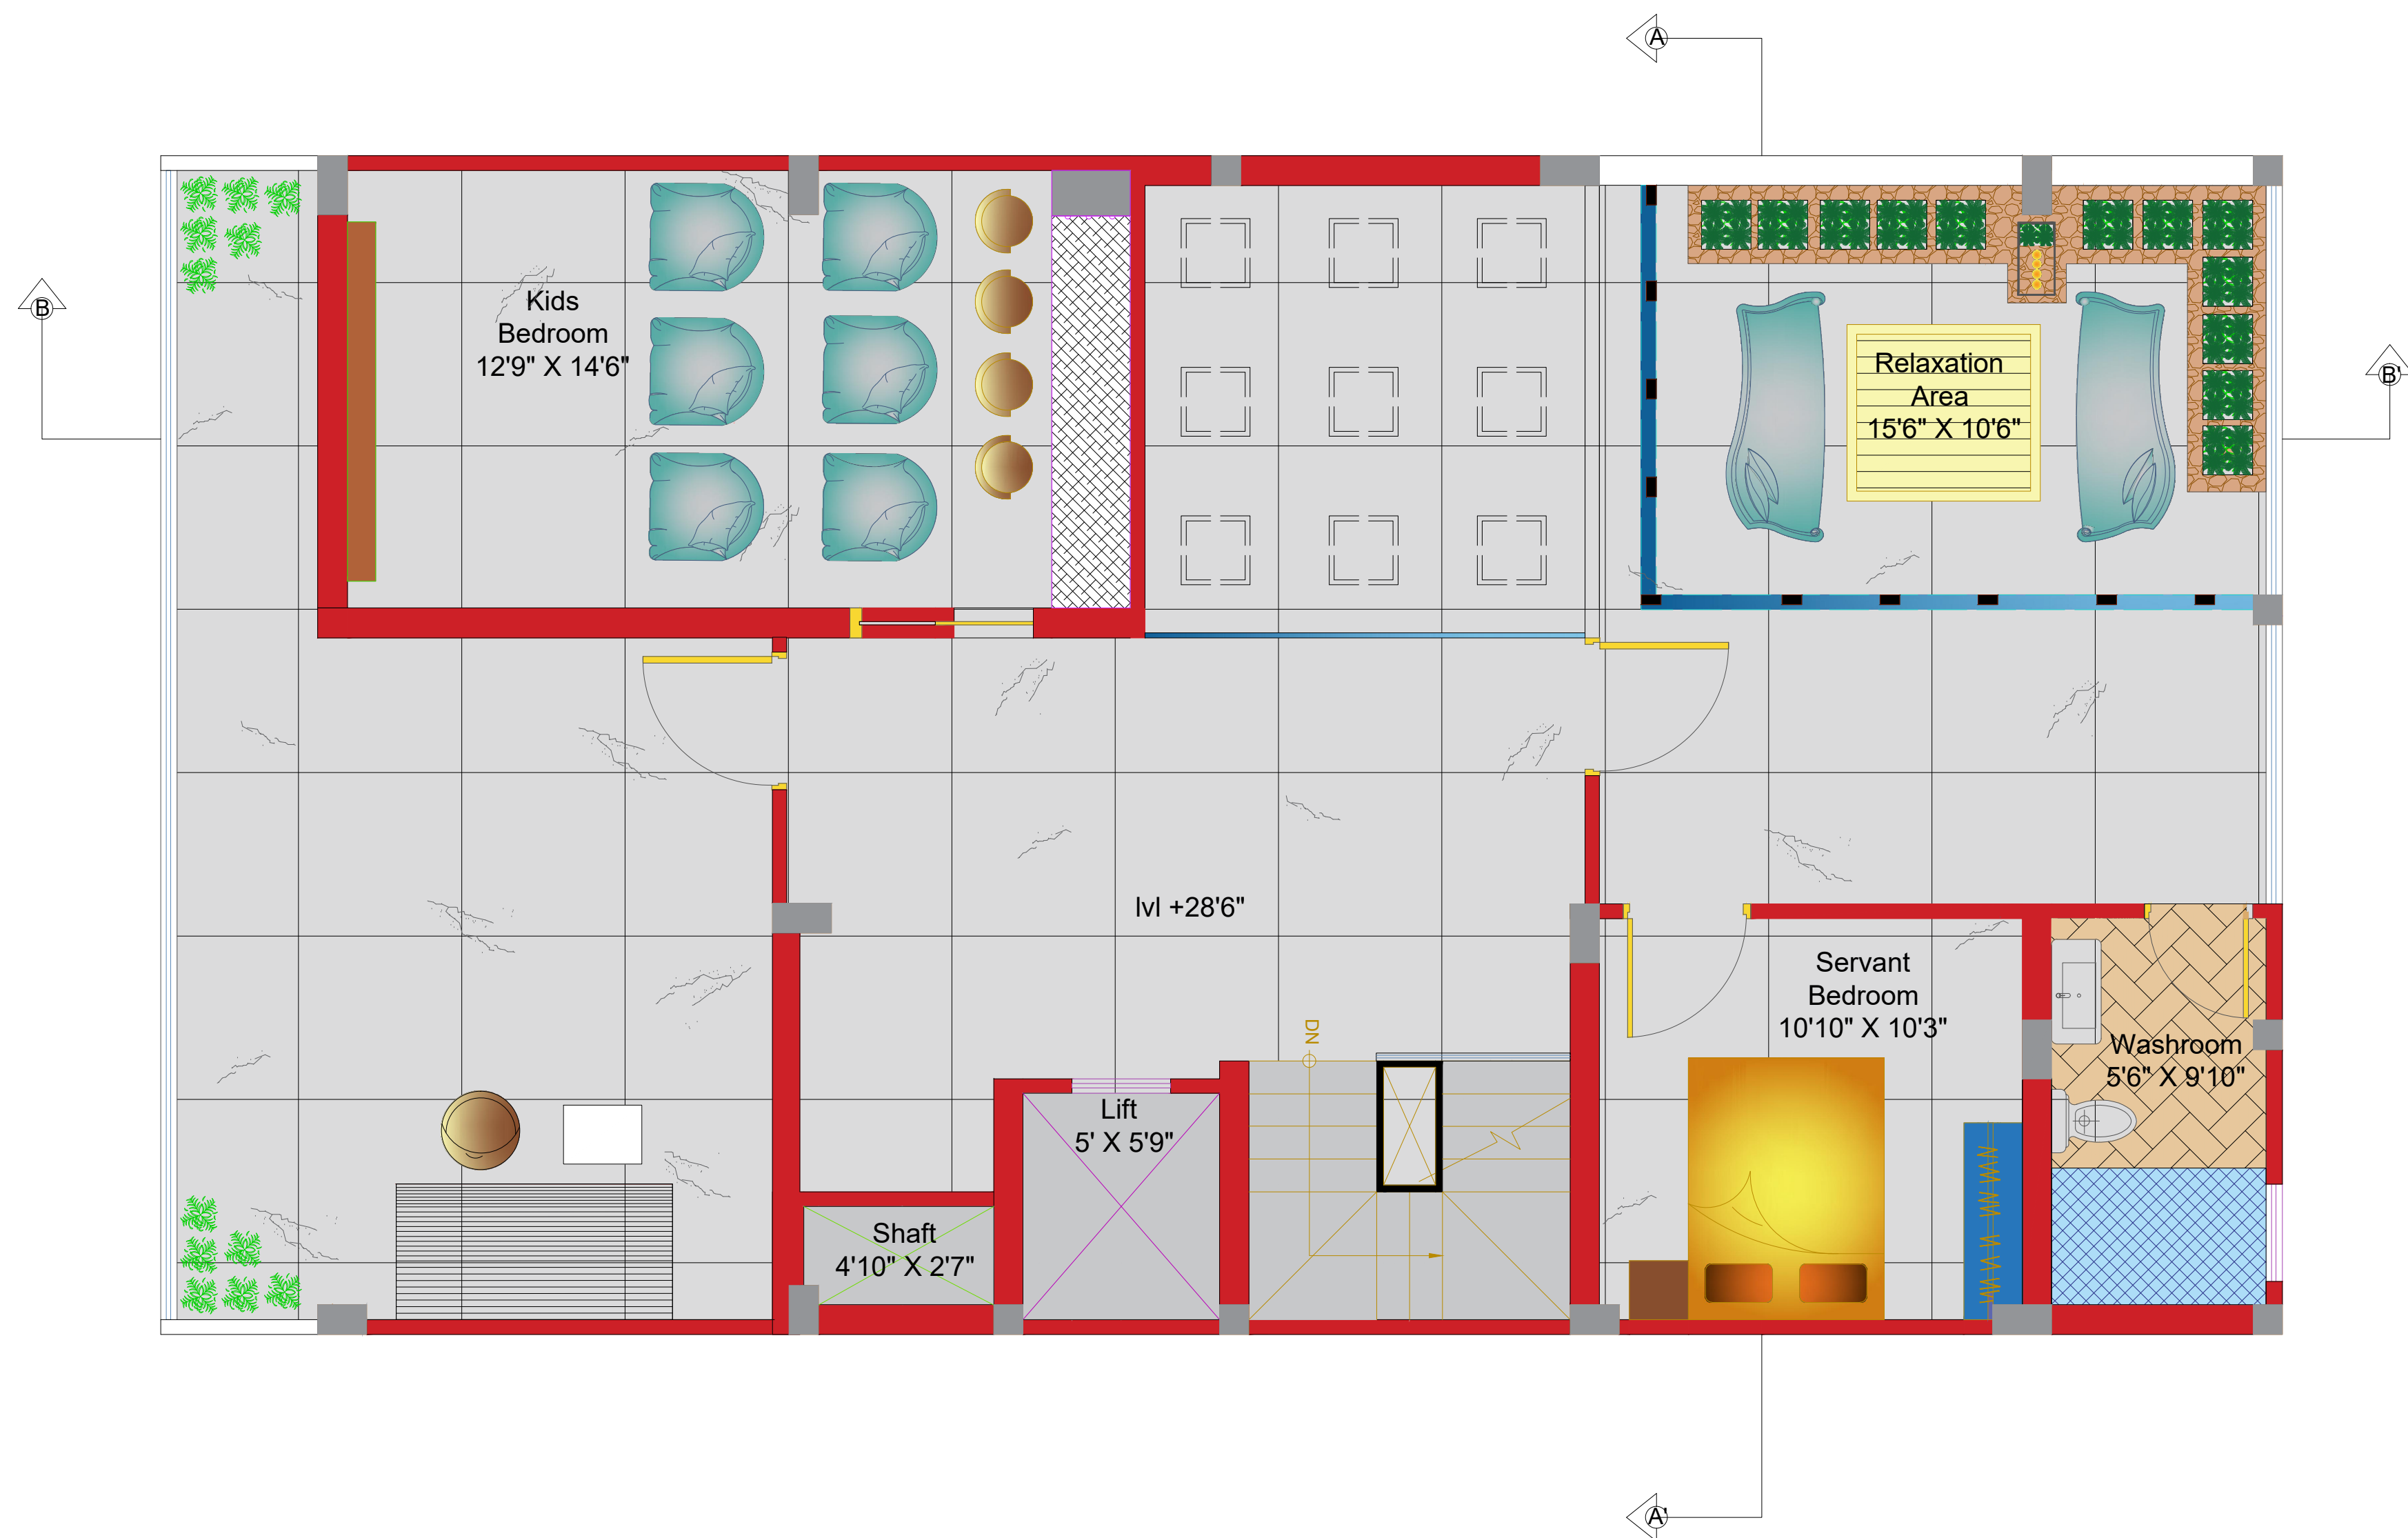 A
B
Kids
Bedroom
12'9" X 14'6"
Relaxation
Area
15'6" X 10'6"
B'
lvl +28'6"
Servant
Bedroom
10'10" X 10'3"
DN
Washroom
5'6" X 9'10"
Lift
5' X 5'9"
Shaft
4'10" X 2'7"
A'